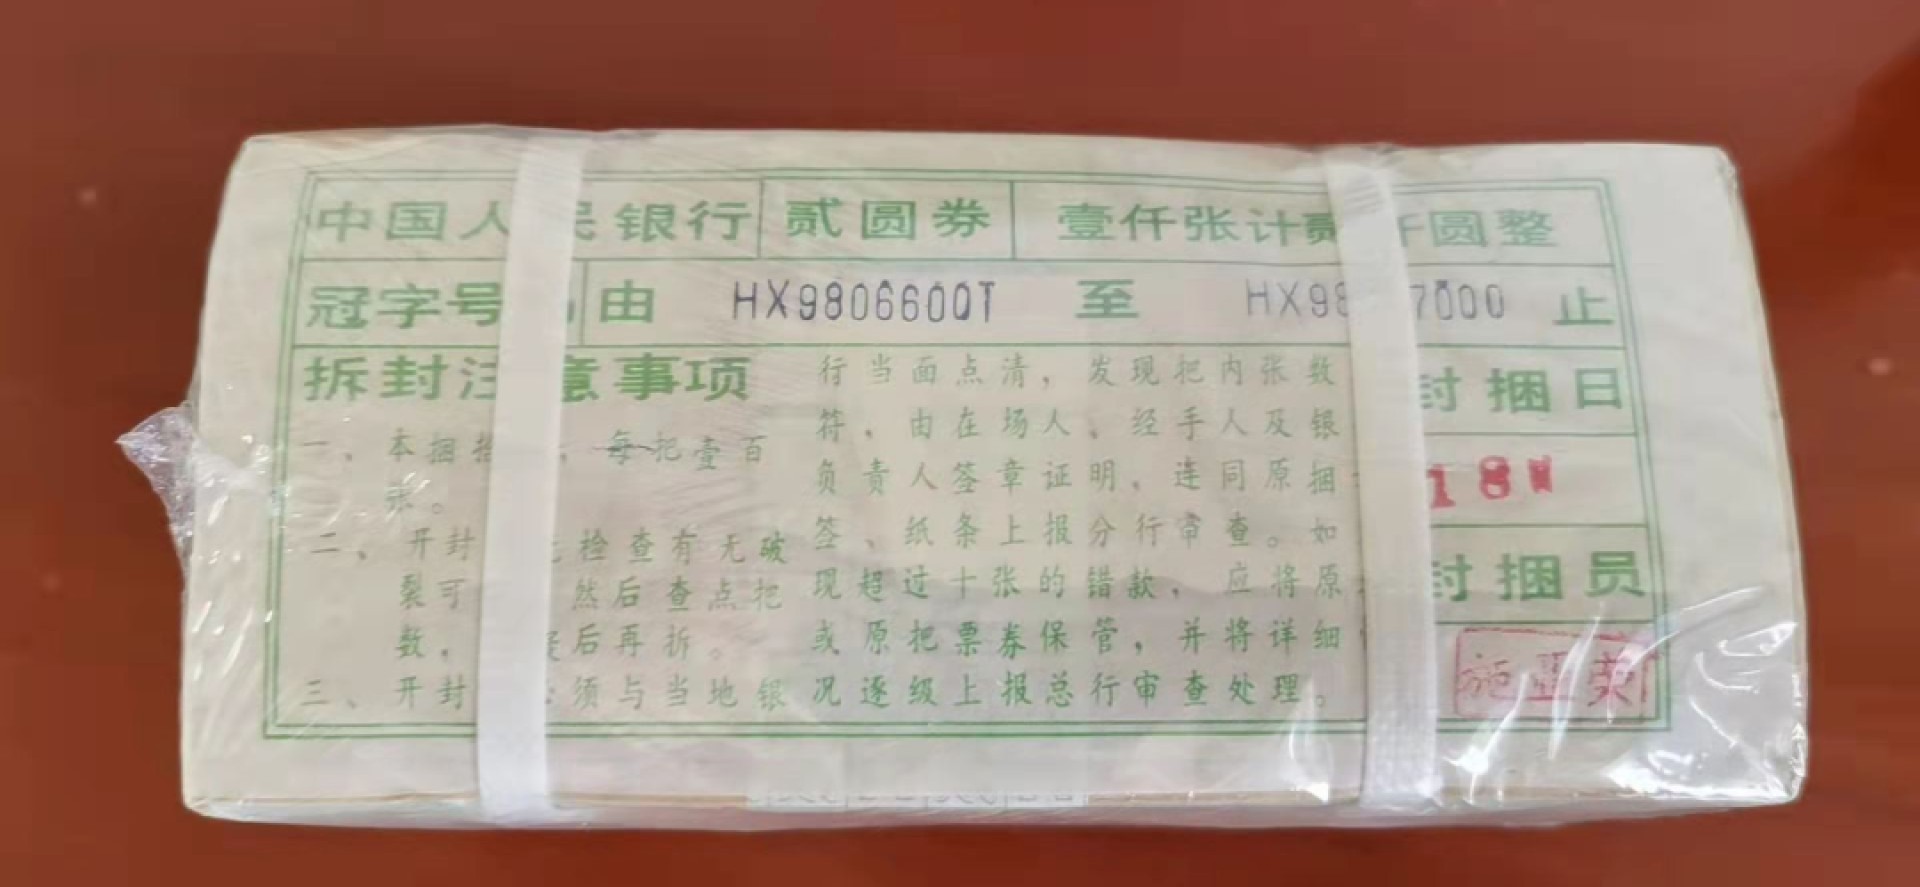 中国人民银行 贰圆券 壹仟张计贰仟圆整
冠字号 由 HX98066001 至 HX98 7000 止
拆封注意事项
一、本捆 ，每把壹百
张。
二、开封 检查有无破
裂可 然后查点把
数， 后再拆。
三、开封 须与当地银
行当面点清，发现把内张数
符，由在场人、经手人及银
负责人签章证明，连同原捆
签、纸条上报分行审查。如
现超过十张的错款，应将原
或原把票券保管，并将详细
况逐级上报总行审查处理。
封捆日
18
封捆员
施亚荣